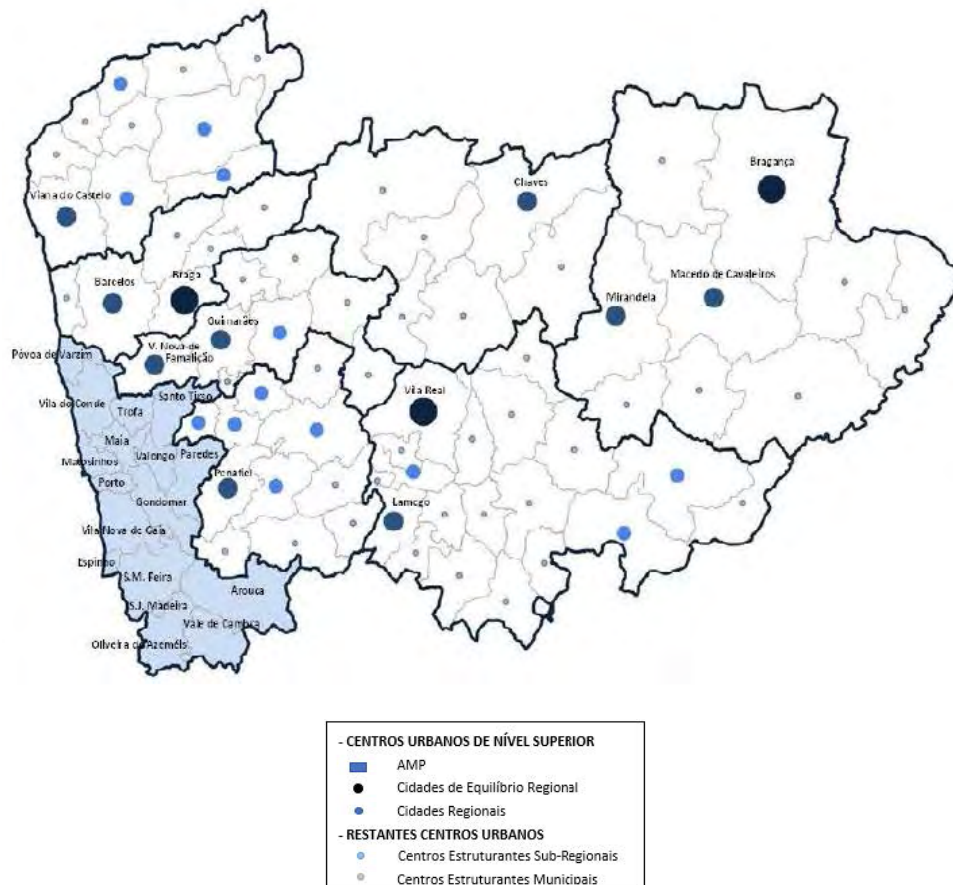 Bragança
Chaves
Viana do Castelo
Macedo de Cavaleiros
Braga
Barcelos
Mirandela
Guimarães
V. Nova de
Famalicão
Póvoa de Varzim
Vila Real
Santo Tirso
Vila do Conde
Trofa
Maia
Valongo
Paredes
Matosinhos
Penafiel
Porto
Gondomar
Lamego
Vila Nova de Gaia
Espinho
S.M. Feira
Arouca
S.J. Madeira
Vale de Cambra
Oliveira de Azeméis
- CENTROS URBANOS DE NÍVEL SUPERIOR
AMP
Cidades de Equilíbrio Regional
Cidades Regionais
- RESTANTES CENTROS URBANOS
Centros Estruturantes Sub-Regionais
Centros Estruturantes Municipais